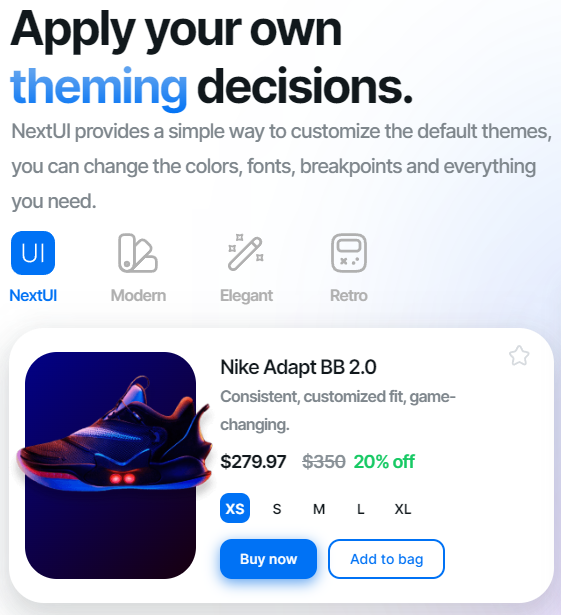 Apply your own
theming decisions.
NextUI provides a simple way to customize the default themes,
you can change the colors, fonts, breakpoints and everything
you need.
UI
NextUI Modern Elegant Retro
Nike Adapt BB 2.0
Consistent, customized fit, game-
changing.
$279.97 $350 20% off
XS S M L XL
Buy now Add to bag